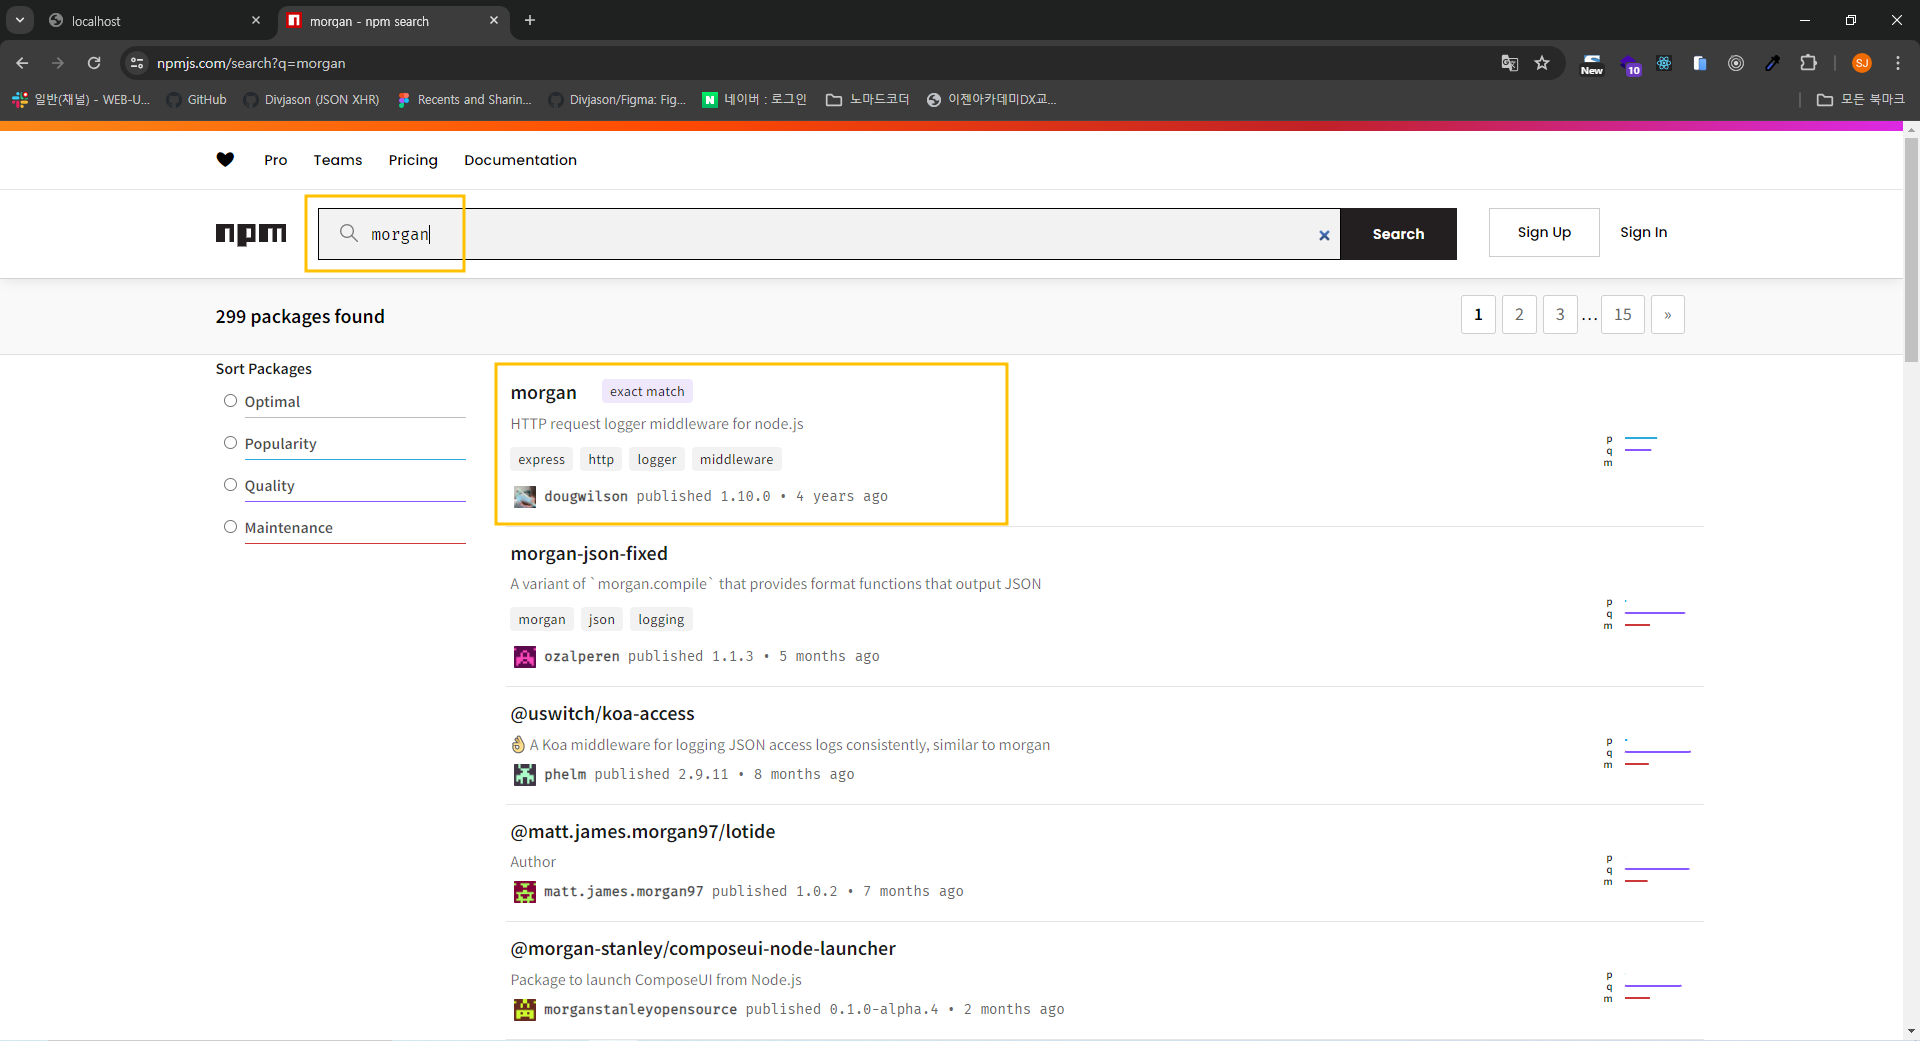 localhost
morgan - npm search
npmjs.com/search?q=morgan
New
10
SJ
일반(채널) - WEB-U...
GitHub
Divjason (JSON XHR)
Recents and Sharin...
Divjason/Figma: Fig...
N
네이버 : 로그인
노마드코더
이젠아카데미DX교...
모든 북마크
Pro
Teams
Pricing
Documentation
npm
morgan
Search
Sign Up
Sign In
299 packages found
1
2
3
...
15
»
Sort Packages
Optimal
Popularity
Quality
Maintenance
morgan
exact match
HTTP request logger middleware for node.js
express
http
logger
middleware
dougwilson published 1.10.0 • 4 years ago
p
q
m
morgan-json-fixed
A variant of `morgan.compile` that provides format functions that output JSON
morgan
json
logging
ozalperen published 1.1.3 • 5 months ago
p
q
m
@uswitch/koa-access
👌 A Koa middleware for logging JSON access logs consistently, similar to morgan
phelm published 2.9.11 • 8 months ago
p
q
m
@matt.james.morgan97/lotide
Author
matt.james.morgan97 published 1.0.2 • 7 months ago
p
q
m
@morgan-stanley/composeui-node-launcher
Package to launch ComposeUI from Node.js
morganstanleyopensource published 0.1.0-alpha.4 • 2 months ago
p
q
m